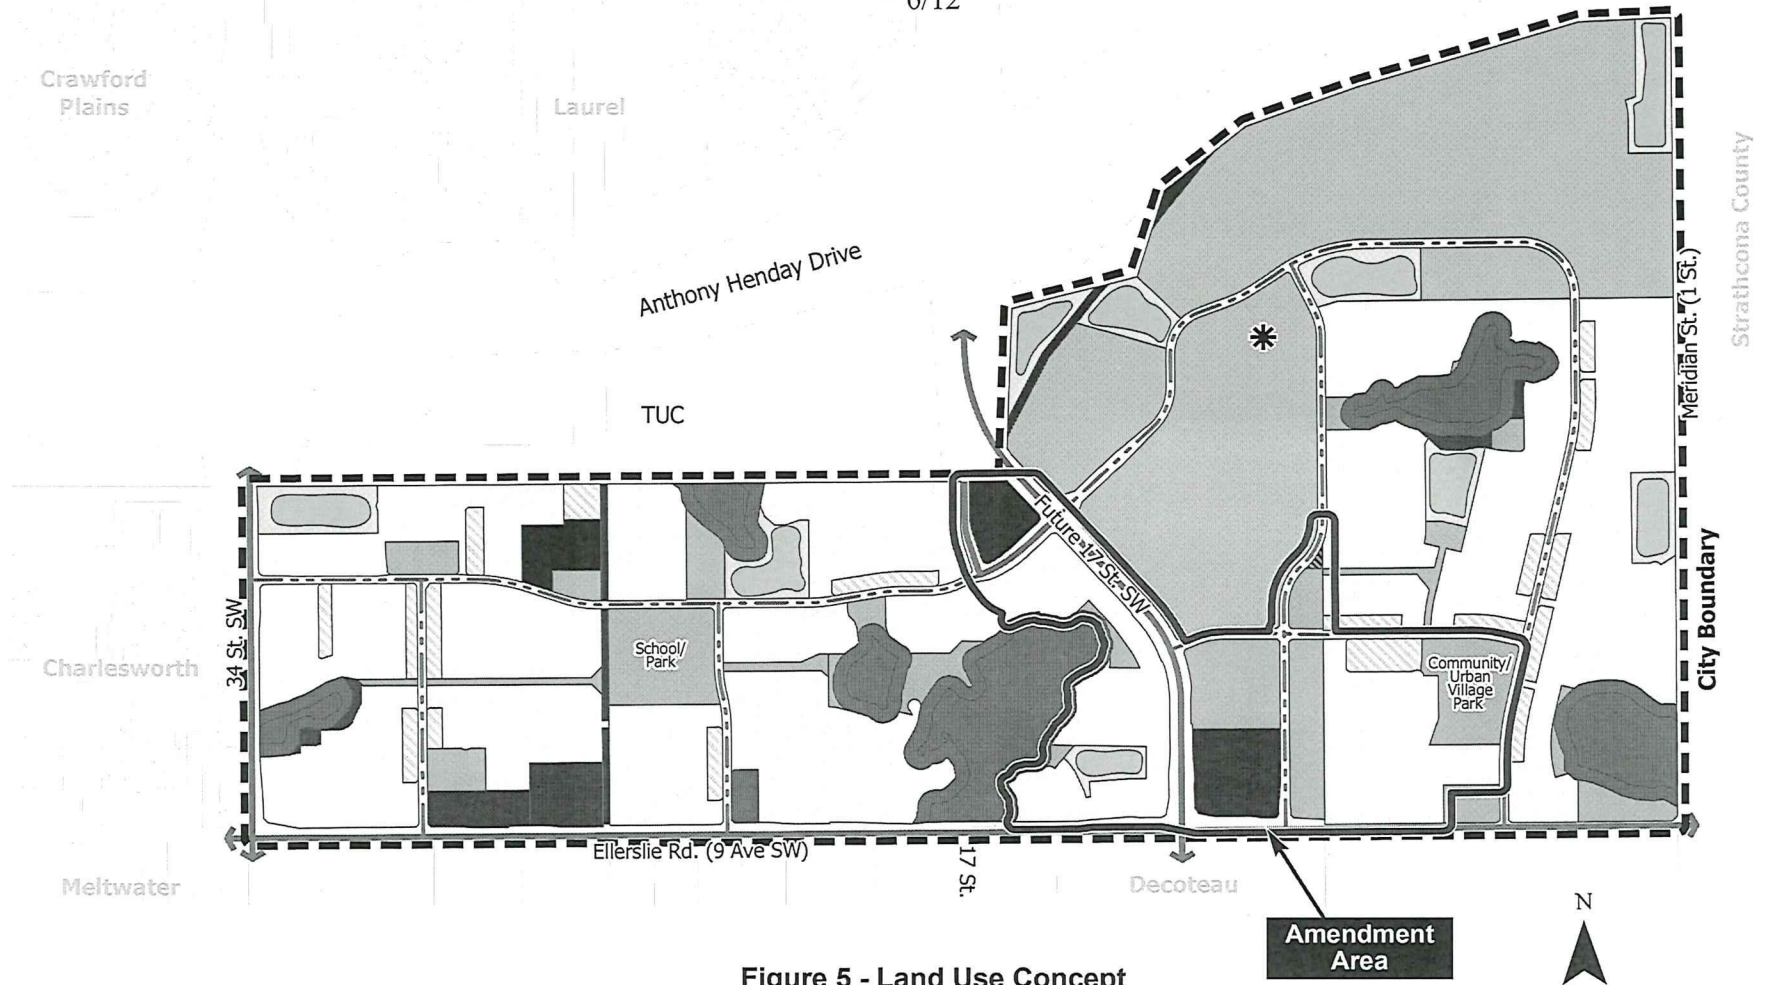 6/12
Crawford
Plains
Laurel
Strathcona County
Anthony Henday Drive
Meridian St. (1 St.)
TUC
Future 17 St. SW
34 St. SW
School/
Park
Community/
Urban
Village
Park
City Boundary
Charlesworth
Ellerslie Rd. (9 Ave SW)
17 St.
Meltwater
Decoteau
N
Amendment
Area
Figure 5 - Land Use Concept